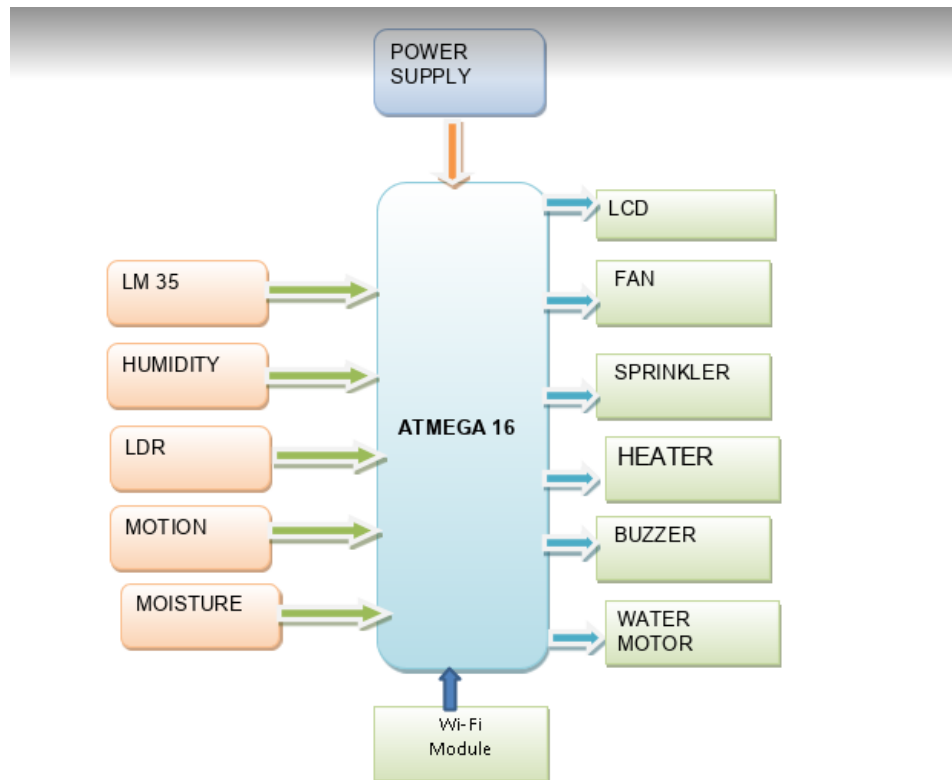 POWER
SUPPLY
LM 35
HUMIDITY
LDR
MOTION
MOISTURE
ATMEGA 16
LCD
FAN
SPRINKLER
HEATER
BUZZER
WATER
MOTOR
Wi-Fi
Module